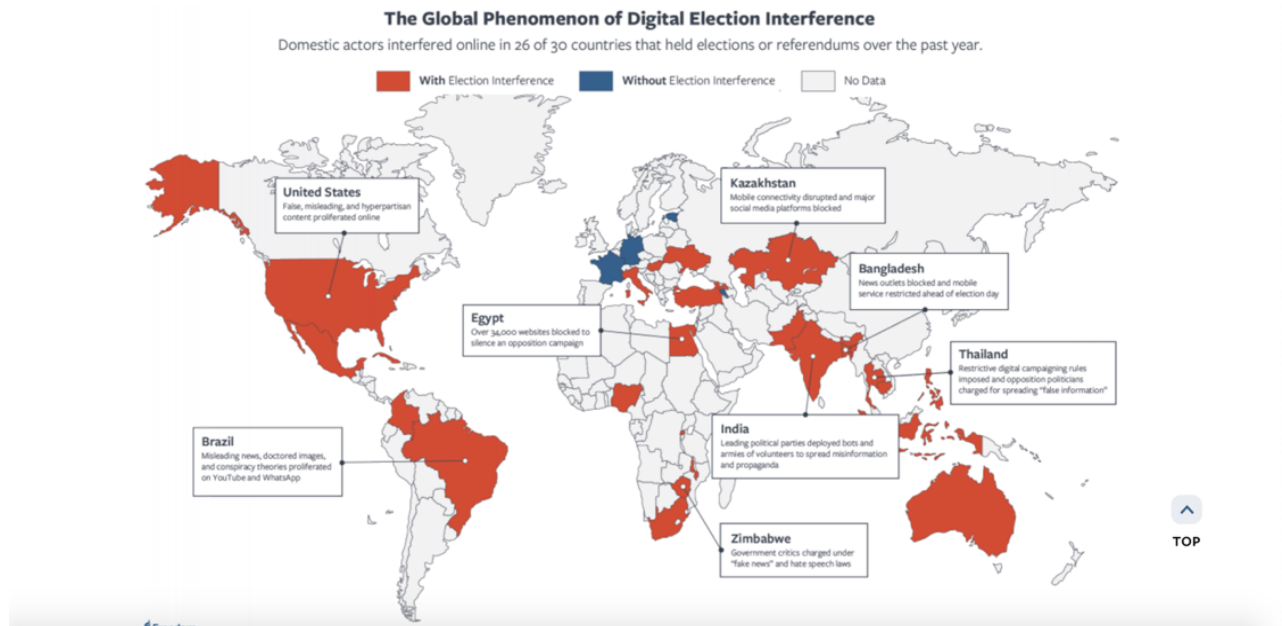 The Global Phenomenon of Digital Election Interference
Domestic actors interfered online in 26 of 30 countries that held elections or referendums over the past year.
With Election Interference
Without Election Interference
No Data
United States
False, misleading, and hyperpartisan
content proliferated online
Kazakhstan
Mobile connectivity disrupted and major
social media platforms blocked
Bangladesh
News outlets blocked and mobile
service restricted ahead of election day
Egypt
Over 34,000 websites blocked to
silence an opposition campaign
Thailand
Restrictive digital campaigning rules
imposed and opposition politicians
charged for spreading “false information”
India
Leading political parties deployed bots and
armies of volunteers to spread misinformation
and propaganda
Brazil
Misleading news, doctored images,
and conspiracy theories proliferated
on YouTube and WhatsApp
Zimbabwe
Government critics charged under
“fake news” and hate speech laws
TOP